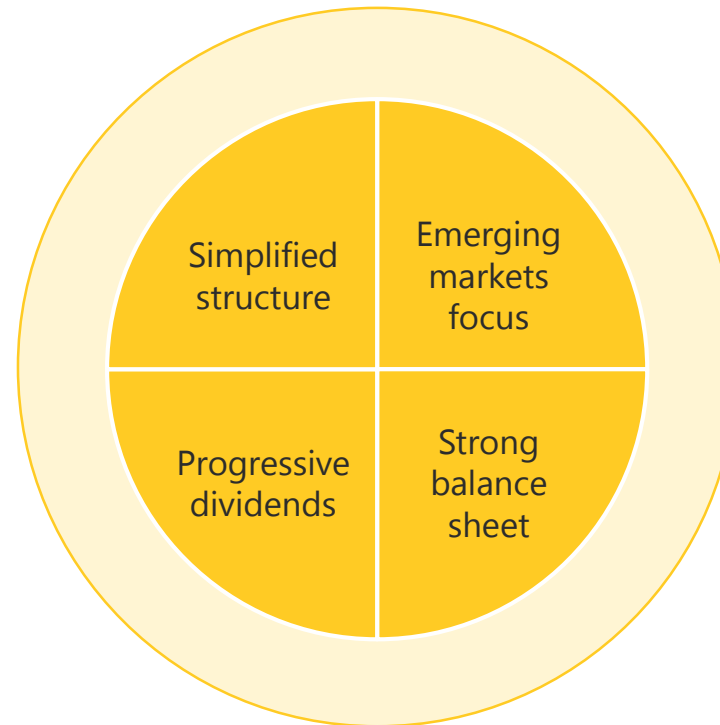 Simplified
structure
Emerging
markets
focus
Progressive
dividends
Strong
balance
sheet